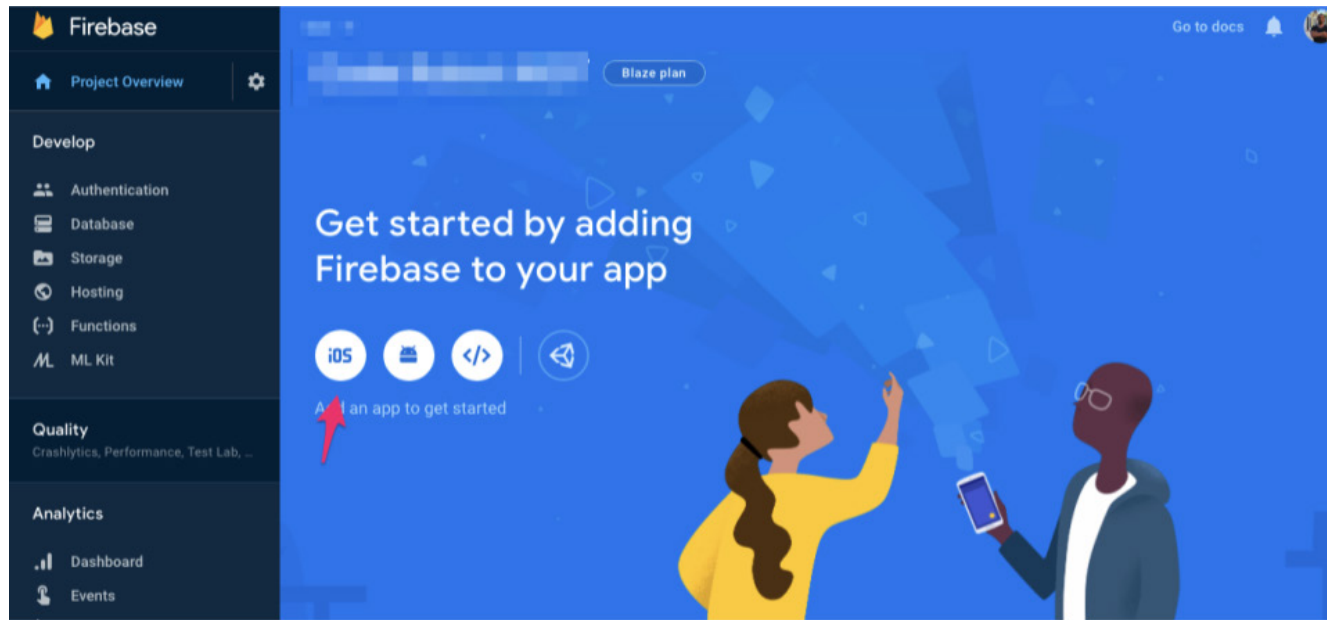 Firebase
Go to docs
Project Overview
Blaze plan
Develop
Authentication
Database
Storage
Hosting
Functions
ML Kit
Quality
Crashlytics, Performance, Test Lab, ...
Analytics
Dashboard
Events
Get started by adding
Firebase to your app
iOS
</>
Add an app to get started